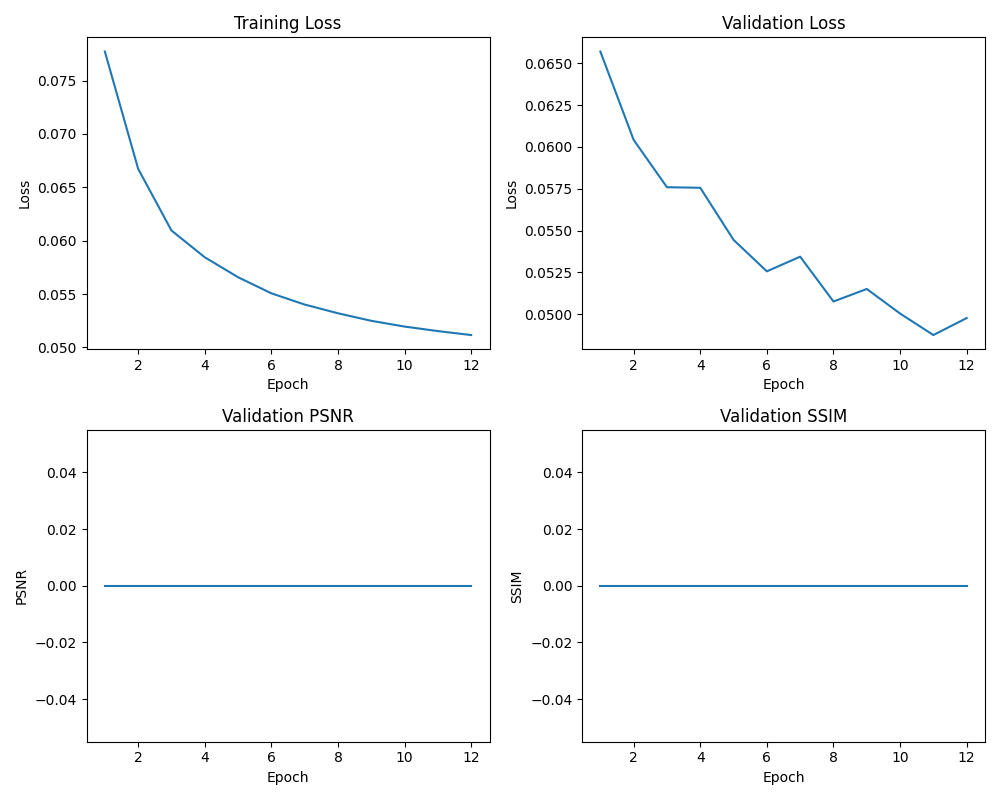 Training Loss
0.075
0.070
0.065
0.060
0.055
0.050
Loss
2 4 6 8 10 12
Epoch
Validation Loss
0.0650
0.0625
0.0600
0.0575
0.0550
0.0525
0.0500
Loss
2 4 6 8 10 12
Epoch
Validation PSNR
0.04
0.02
0.00
−0.02
−0.04
PSNR
2 4 6 8 10 12
Epoch
Validation SSIM
0.04
0.02
0.00
−0.02
−0.04
SSIM
2 4 6 8 10 12
Epoch